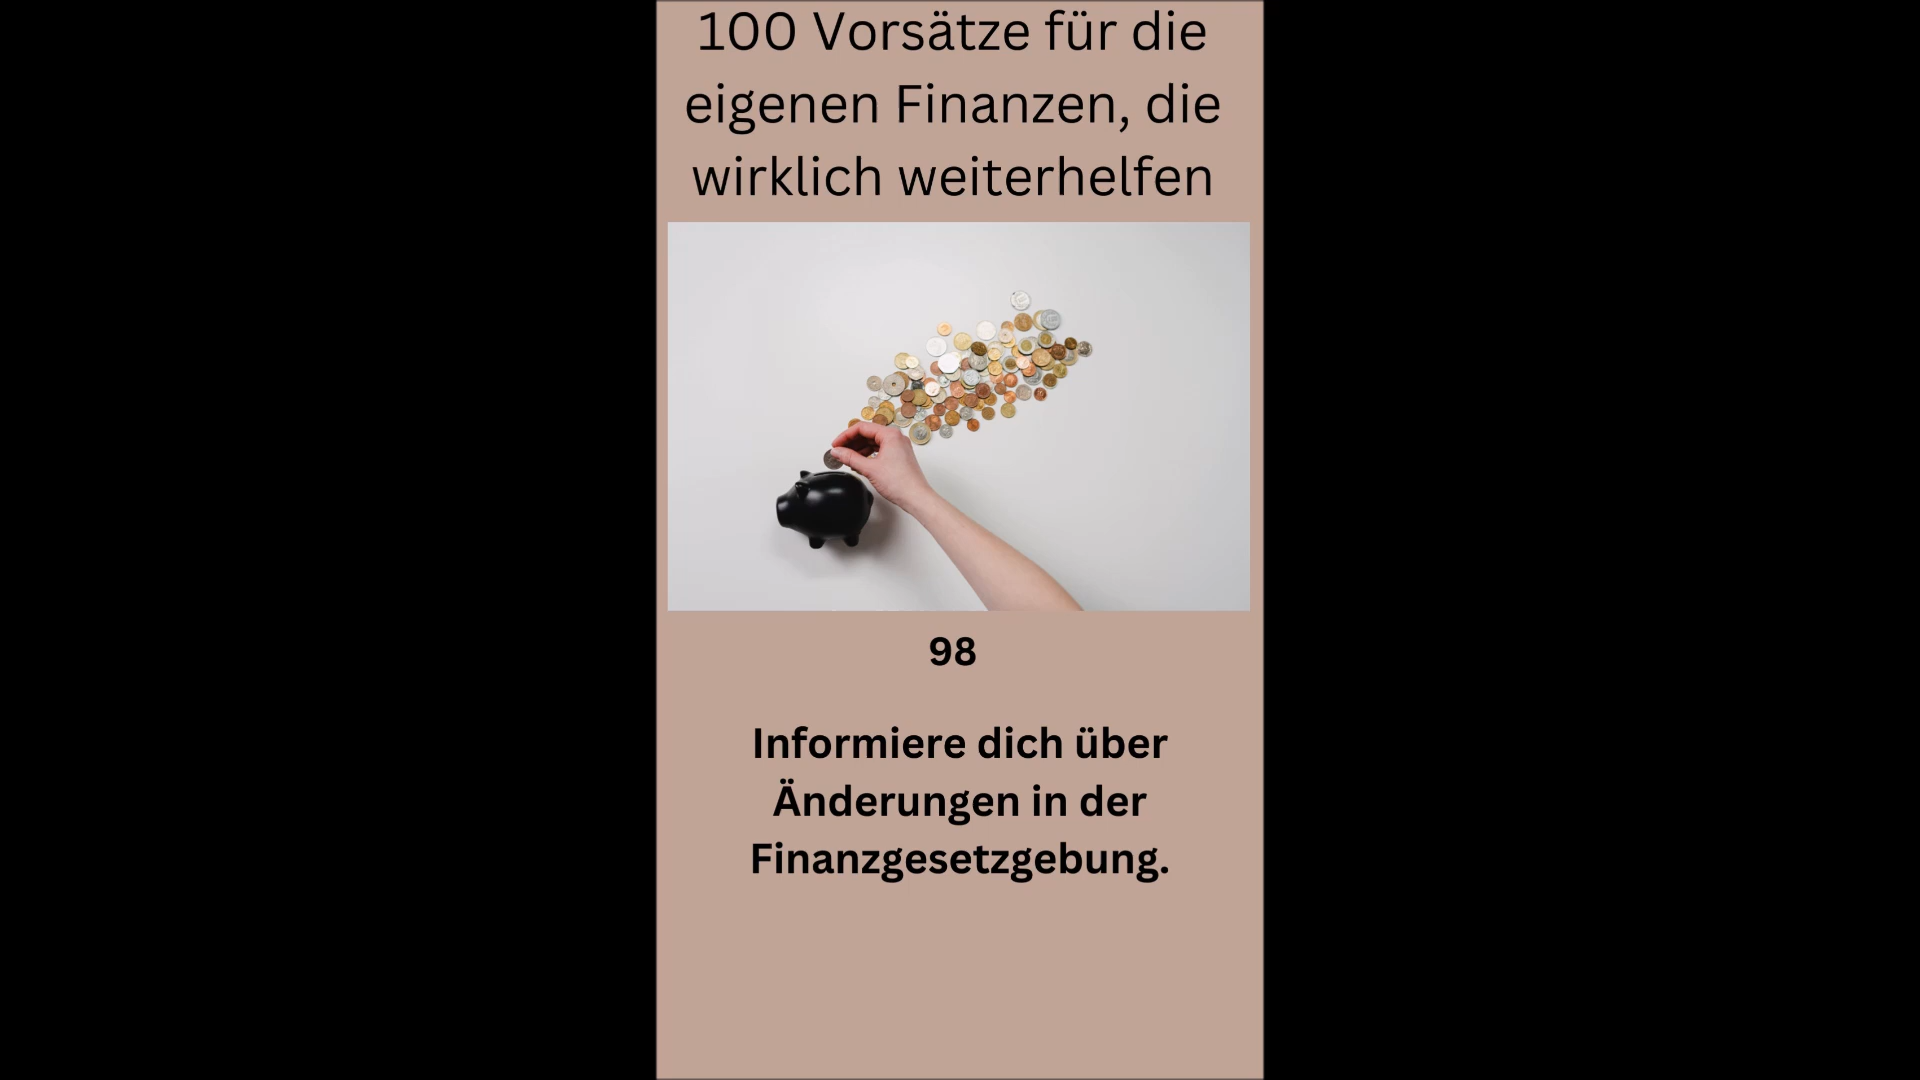 100 Vorsätze für die
eigenen Finanzen, die
wirklich weiterhelfen
98
Informiere dich über
Änderungen in der
Finanzgesetzgebung.